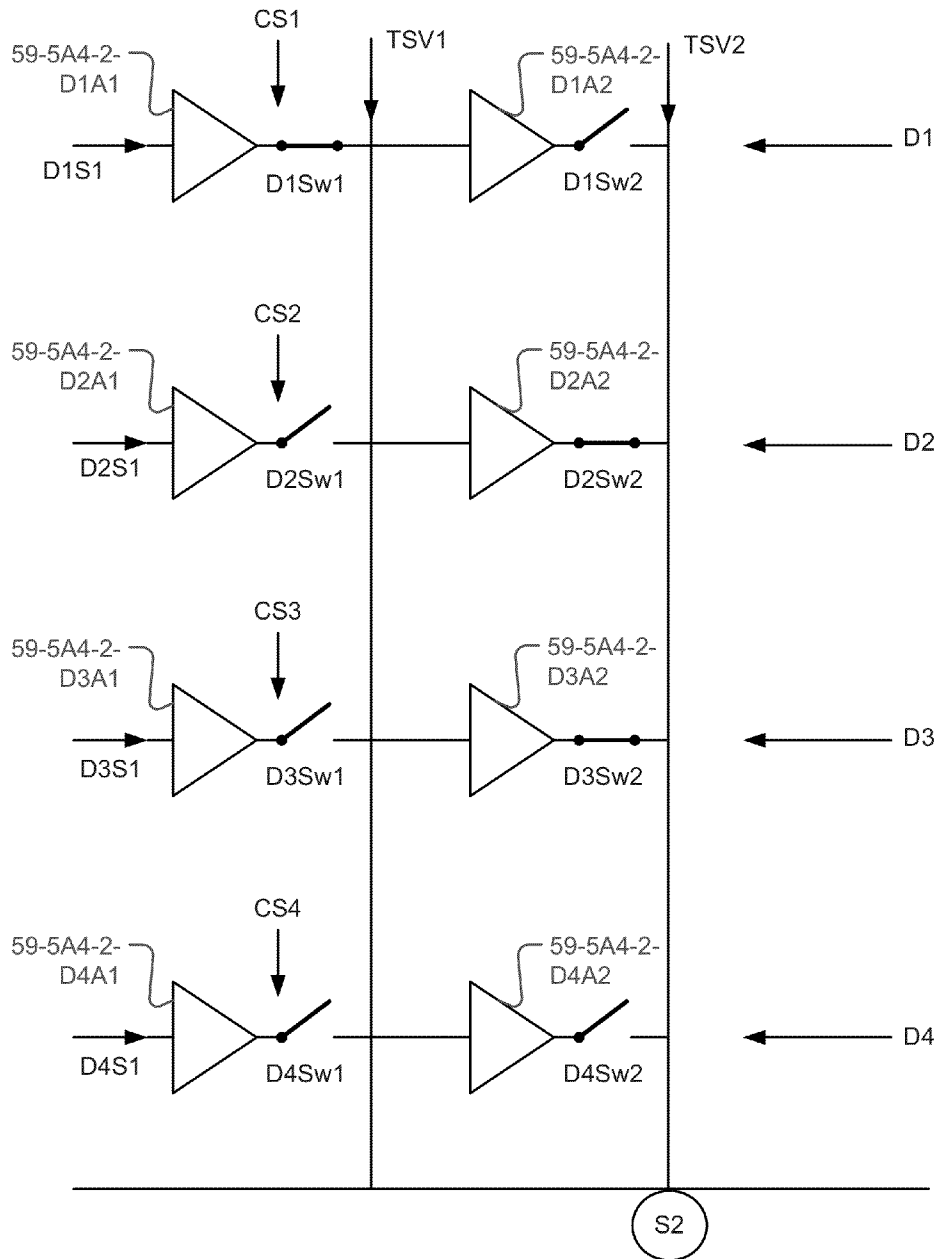 CS1
TSV1
59-5A4-2-
D1A1
59-5A4-2-
D1A2
TSV2
D1S1
D1Sw1
D1Sw2
D1
CS2
59-5A4-2-
D2A1
59-5A4-2-
D2A2
D2S1
D2Sw1
D2Sw2
D2
CS3
59-5A4-2-
D3A1
59-5A4-2-
D3A2
D3S1
D3Sw1
D3Sw2
D3
CS4
59-5A4-2-
D4A1
59-5A4-2-
D4A2
D4S1
D4Sw1
D4Sw2
D4
S2